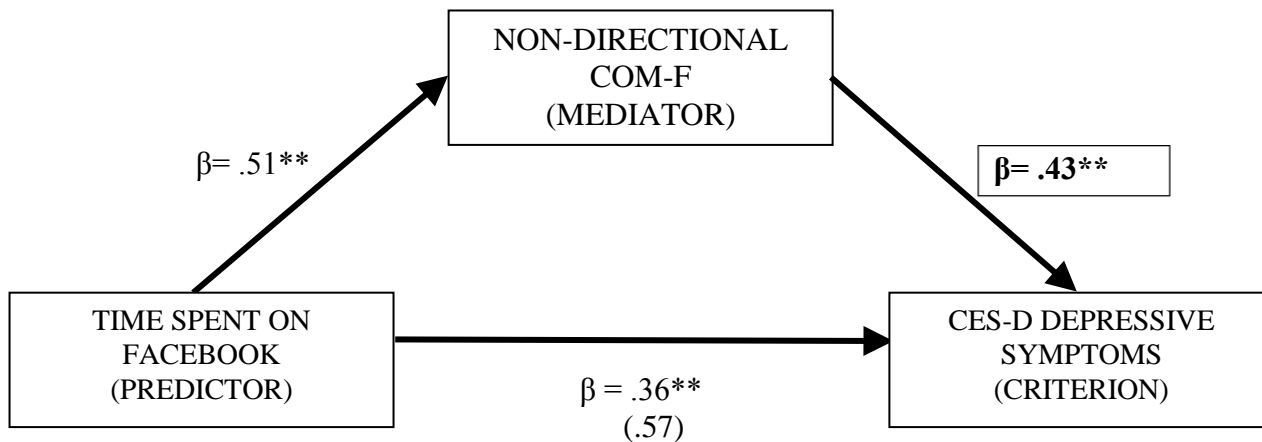 NON-DIRECTIONAL
COM-F
(MEDIATOR)
β= .51**
β= .43**
TIME SPENT ON
FACEBOOK
(PREDICTOR)
β = .36**
(.57)
CES-D DEPRESSIVE
SYMPTOMS
(CRITERION)